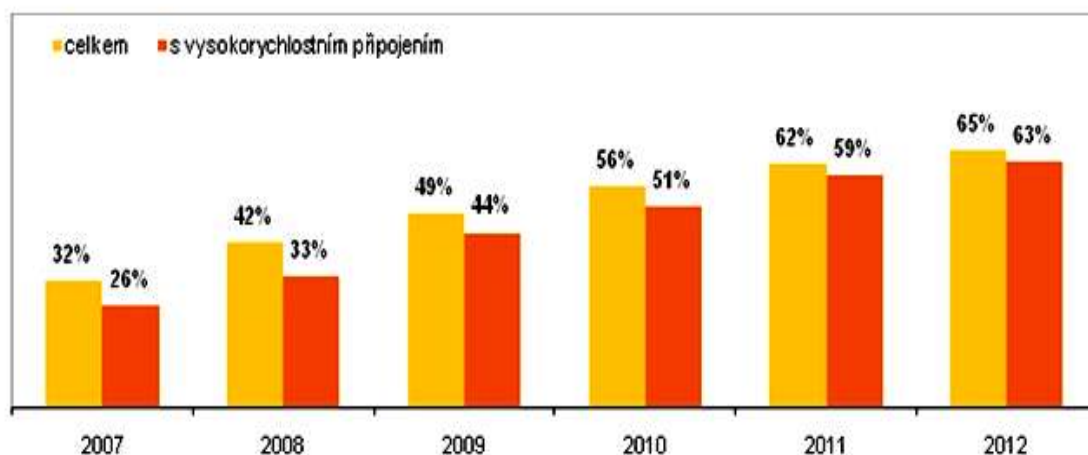 celkem s vysokorychlostním připojením
32% 26% 42% 33% 49% 44% 56% 51% 62% 59% 65% 63%
2007 2008 2009 2010 2011 2012